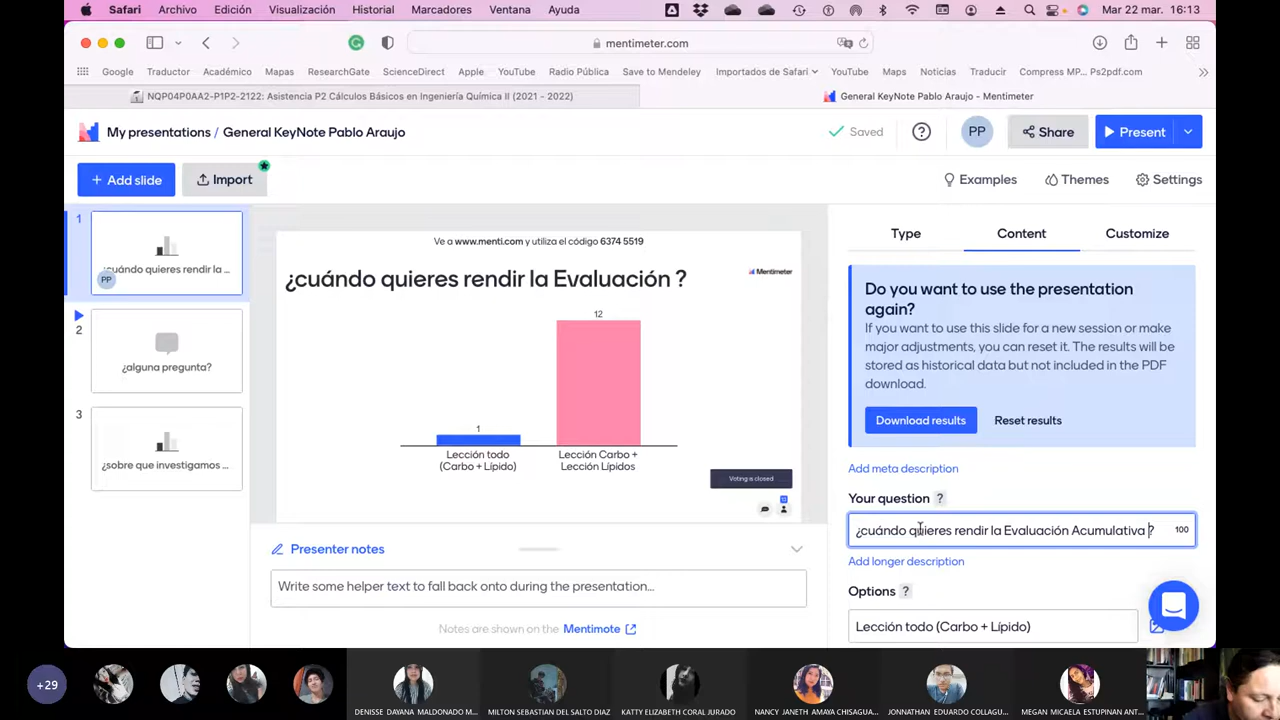 Safari Archivo Edición Visualización Historial Marcadores Ventana Ayuda Mar 22 mar. 16:13
mentimeter.com
Google Traductor Académico Mapas ResearchGate ScienceDirect Apple YouTube Radio Pública Save to Mendeley Importados de Safari YouTube Maps Noticias Traducir Compress MP... Ps2pdf.com
NQP04P0AA2-P1P2-2122: Asistencia P2 Cálculos Básicos en Ingeniería Química II (2021 - 2022)
General KeyNote Pablo Araujo - Mentimeter
My presentations / General KeyNote Pablo Araujo
Saved
?
PP
Share
Present
+ Add slide
Import
Examples
Themes
Settings
1
¿cuándo quieres rendir la ...
PP
2
¿alguna pregunta?
3
¿sobre que investigamos ...
Ve a www.menti.com y utiliza el código 6374 5519
¿cuándo quieres rendir la Evaluación ?
Mentimeter
12
1
Lección todo
(Carbo + Lípido)
Lección Carbo +
Lección Lípidos
Voting is closed
Presenter notes
Write some helper text to fall back onto during the presentation...
Notes are shown on the Mentimote
Type
Content
Customize
Do you want to use the presentation
again?
If you want to use this slide for a new session or make
major adjustments, you can reset it. The results will be
stored as historical data but not included in the PDF
download.
Download results
Reset results
Add meta description
Your question ?
¿cuándo quieres rendir la Evaluación Acumulativa ? 100
Add longer description
Options ?
Lección todo (Carbo + Lípido)
+29
DENISSE DAYANA MALDONADO M...
MILTON SEBASTIAN DEL SALTO DIAZ
KATTY ELIZABETH CORAL JURADO
NANCY JANETH AMAYA CHISAGUA...
JONNATHAN EDUARDO COLLAGU...
MEGAN MICAELA ESTUPINAN ANT...